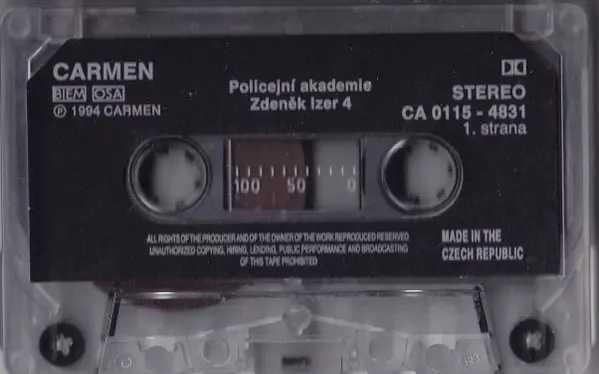 CARMEN
BIEM OSA
℗ 1994 CARMEN
Policejní akademie
Zdeněk Izer 4
STEREO
CA 0115 - 4831
1. strana
100 50 0
ALL RIGHTS OF THE PRODUCER AND OF THE OWNER OF THE WORK REPRODUCED RESERVED.
UNAUTHORIZED COPYING, HIRING, LENDING, PUBLIC PERFORMANCE AND BROADCASTING
OF THIS TAPE PROHIBITED
MADE IN THE
CZECH REPUBLIC